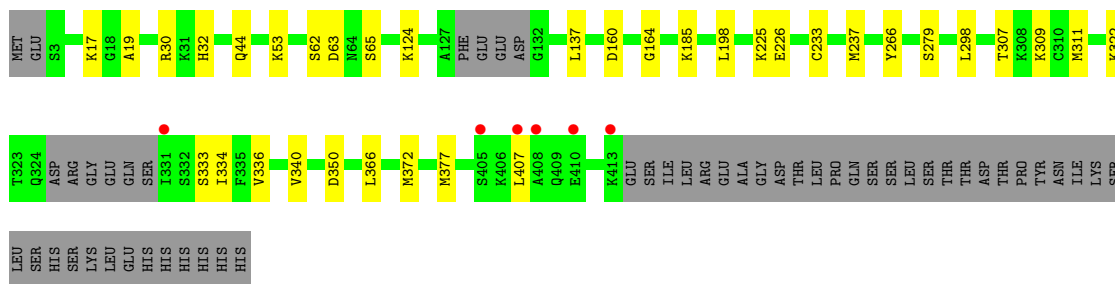 MET GLU S3 K17 G18 A19 R30 K31 H32 Q44 K53 S62 D63 N64 S65 K124 A127 PHE GLU GLU ASP G132 L137 D160 G164 K185 L198 K225 E226 C233 M237 Y266 S279 L298 T307 K308 K309 C310 M311 K322
T323 Q324 ASP ARG GLY GLU GLN SER I331 S332 S333 I334 F335 V336 V340 D350 L366 M372 M377 S405 K406 L407 A408 Q409 E410 K413 GLU SER ILE LEU ARG GLU ALA GLY ASP THR LEU PRO GLN SER SER LEU SER THR THR ASP THR PRO TYR ASN ILE LYS SER
LEU SER HIS SER LYS LEU GLU HIS HIS HIS HIS HIS HIS